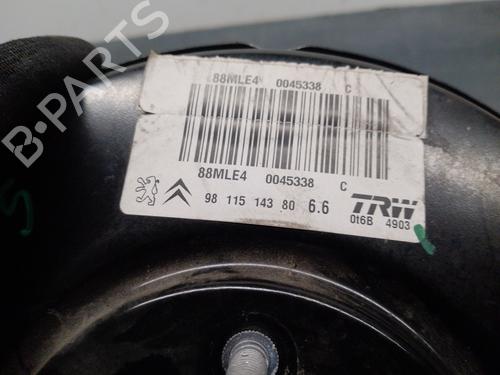 88MLE4 0045338 C
88MLE4 0045338 C
98 115 143 80 6.6
TRW
0t6B 4903
B-PARTS